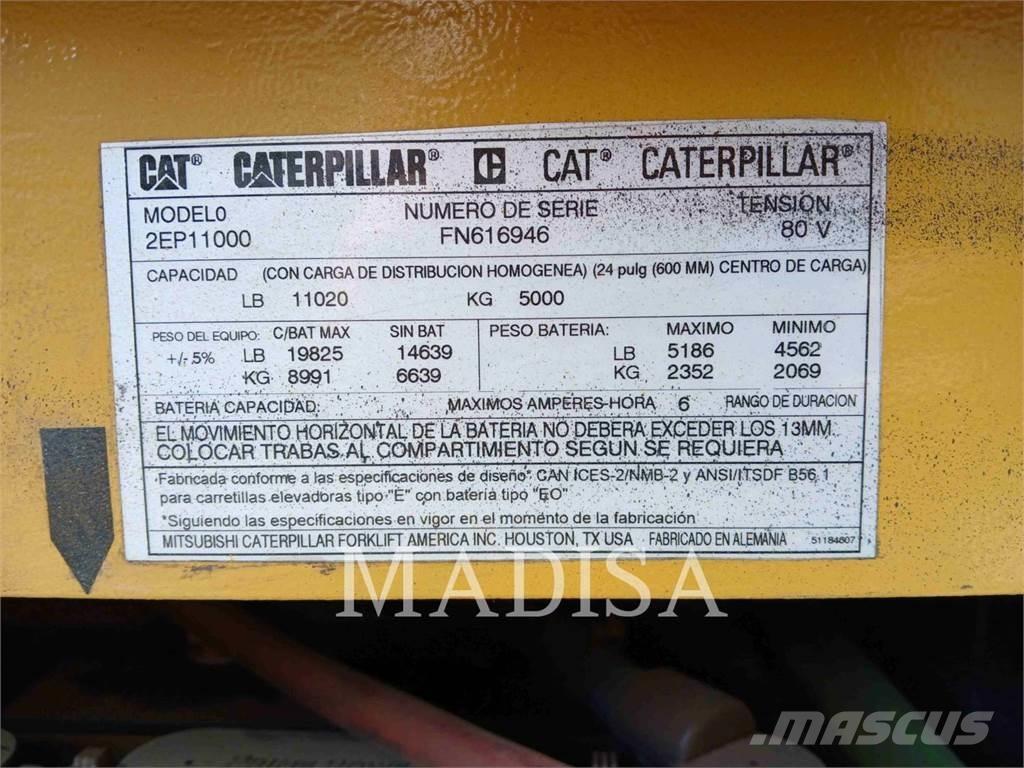 CAT® CATERPILLAR® C CAT® CATERPILLAR®
MODELO NUMERO DE SERIE TENSION
2EP11000 FN616946 80 V
CAPACIDAD (CON CARGA DE DISTRIBUCION HOMOGENEA) (24 pulg (600 MM) CENTRO DE CARGA)
LB 11020 KG 5000
PESO DEL EQUIPO: C/BAT MAX SIN BAT PESO BATERIA: MAXIMO MINIMO
+/- 5% LB 19825 14639 LB 5186 4562
KG 8991 6639 KG 2352 2069
BATERIA CAPACIDAD: MAXIMOS AMPERES-HORA 6 RANGO DE DURACION
EL MOVIMIENTO HORIZONTAL DE LA BATERIA NO DEBERA EXCEDER LOS 13MM.
COLOCAR TRABAS AL COMPARTIMIENTO SEGUN SE REQUIERA
Fabricada conforme a las especificaciones de diseño* CAN ICES-2/NMB-2 y ANSI/ITSDF B56.1
para carretillas elevadoras tipo "E" con bateria tipo "EO"
*Siguiendo las especificaciones en vigor en el momento de la fabricación
MITSUBISHI CATERPILLAR FORKLIFT AMERICA INC. HOUSTON, TX USA FABRICADO EN ALEMANIA 51184807
MADISA
MASCUS